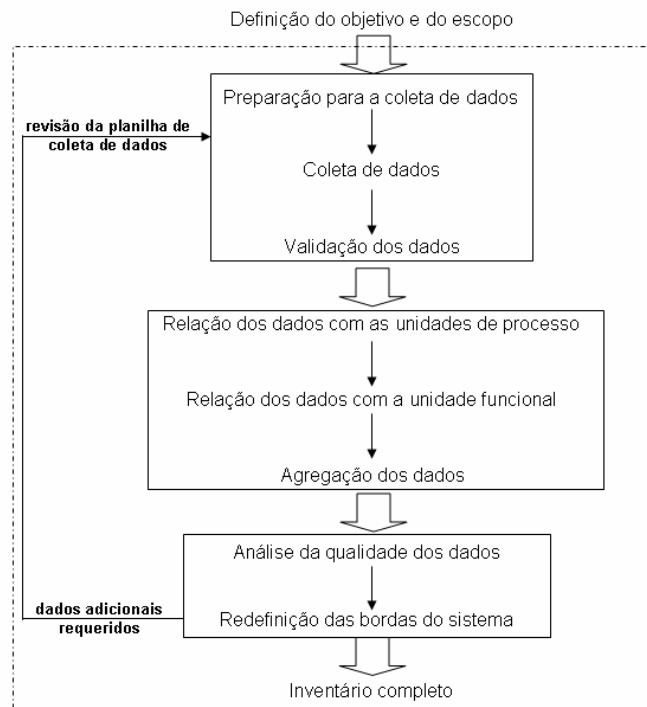 Definição do objetivo e do escopo
Preparação para a coleta de dados
revisão da planilha de
coleta de dados
Coleta de dados
Validação dos dados
Relação dos dados com as unidades de processo
Relação dos dados com a unidade funcional
Agregação dos dados
Análise da qualidade dos dados
dados adicionais
requeridos
Redefinição das bordas do sistema
Inventário completo